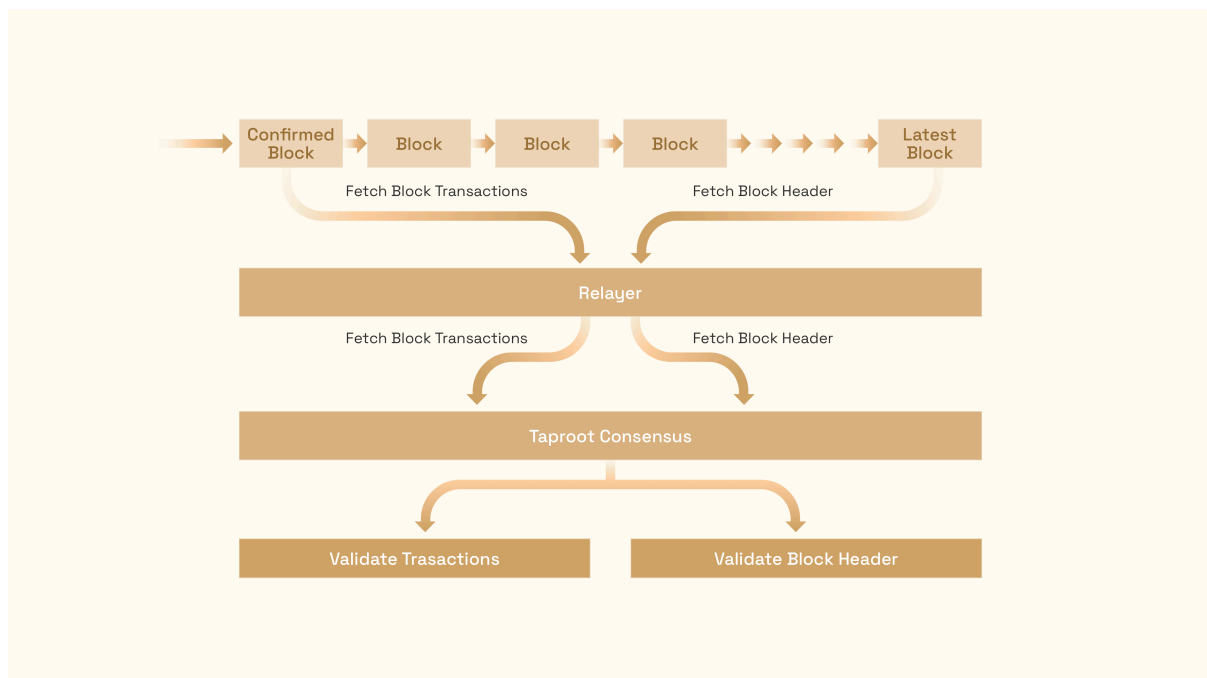 Confirmed
Block
Block
Block
Block
Latest
Block
Fetch Block Transactions
Fetch Block Header
Relayer
Fetch Block Transactions
Fetch Block Header
Taproot Consensus
Validate Trasactions
Validate Block Header